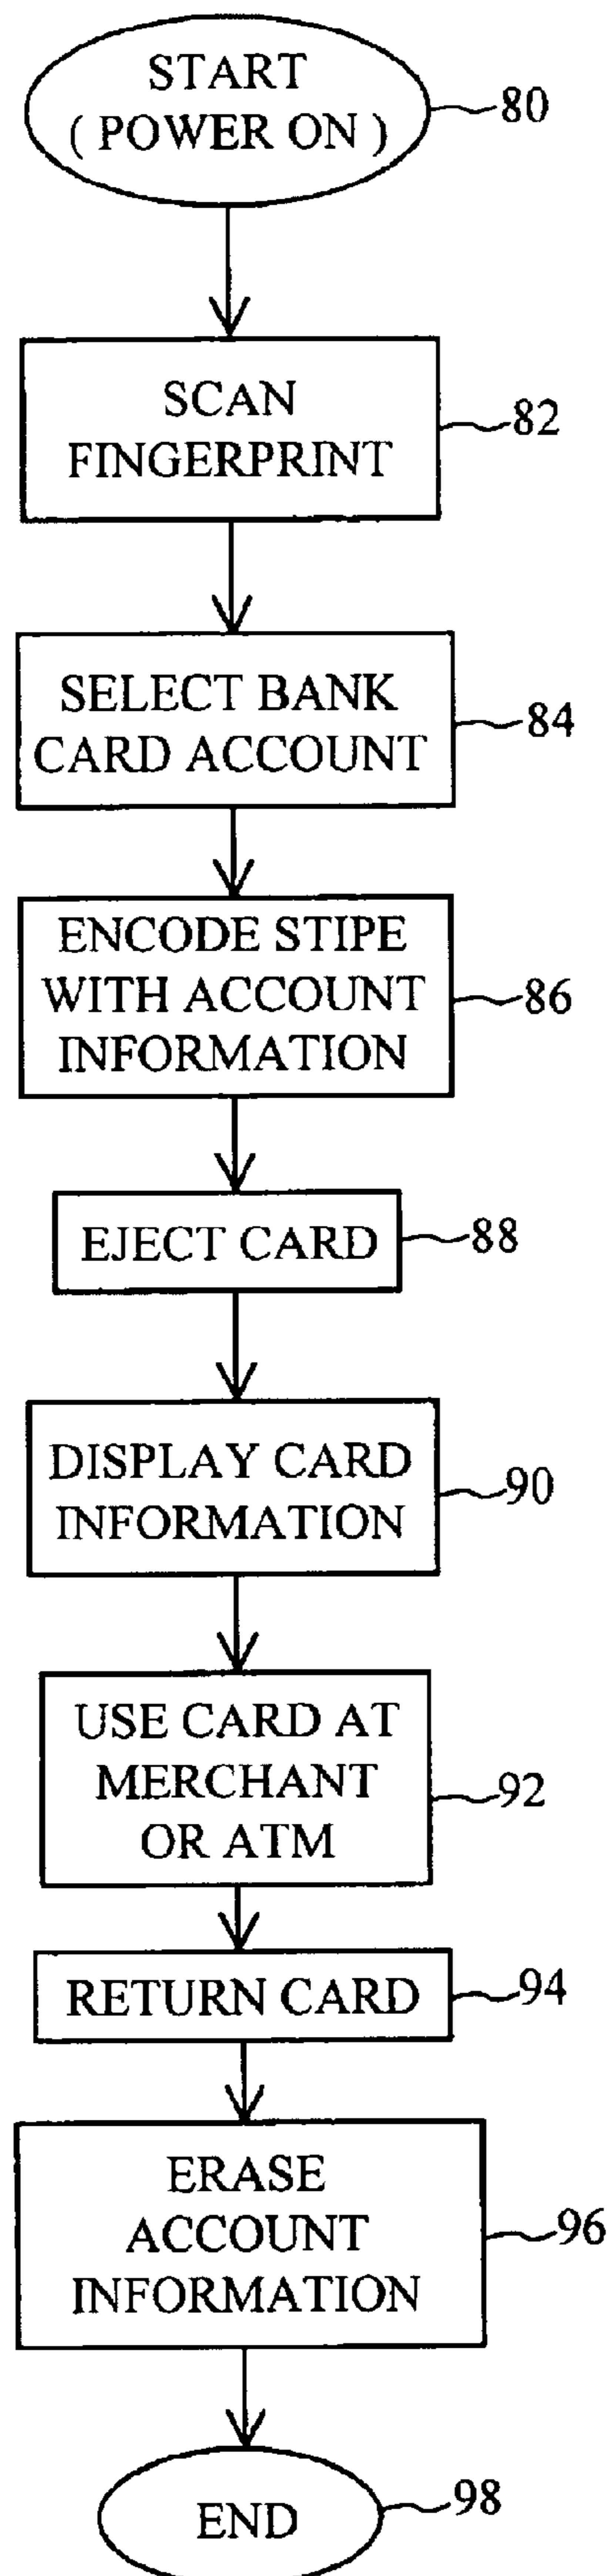 START
( POWER ON )
80
SCAN
FINGERPRINT
82
SELECT BANK
CARD ACCOUNT
84
ENCODE STIPE
WITH ACCOUNT
INFORMATION
86
EJECT CARD
88
DISPLAY CARD
INFORMATION
90
USE CARD AT
MERCHANT
OR ATM
92
RETURN CARD
94
ERASE
ACCOUNT
INFORMATION
96
END
98